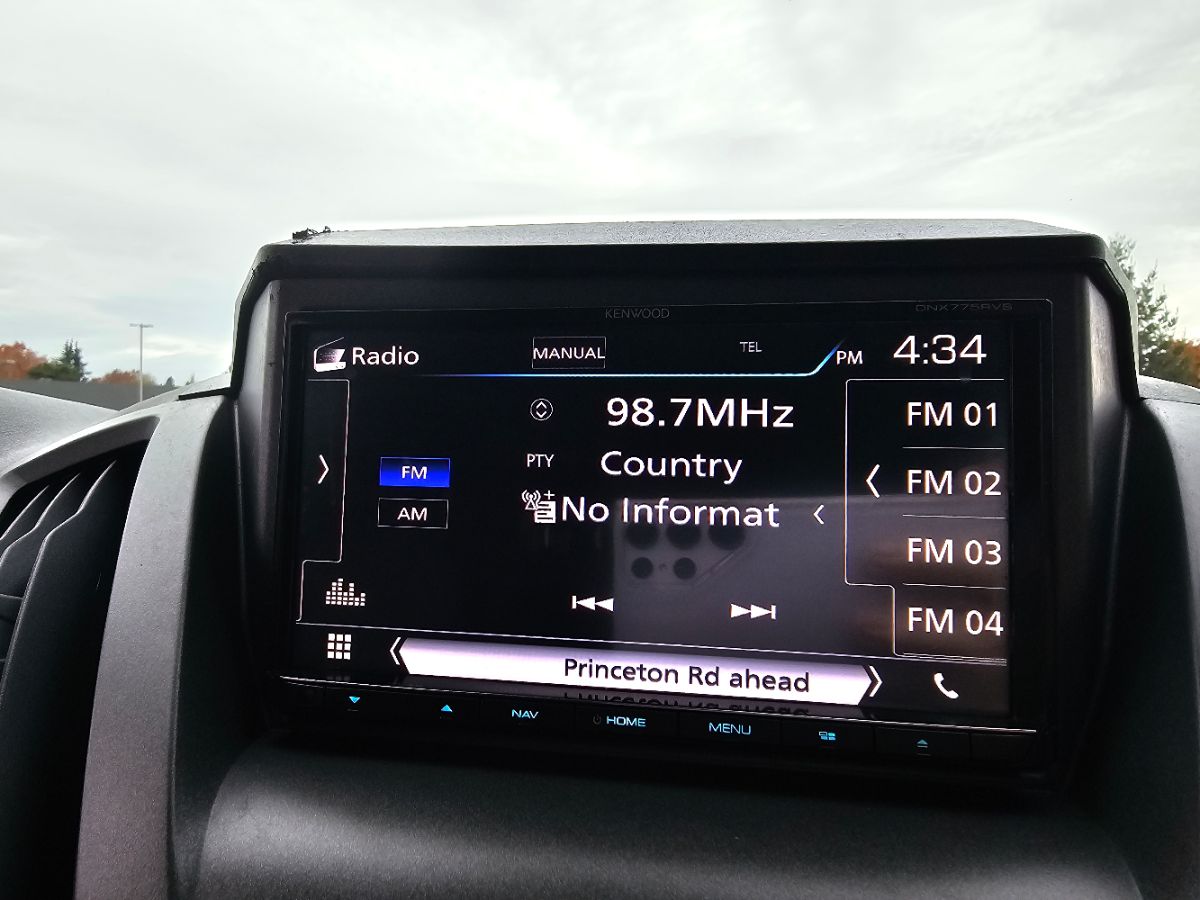 KENWOOD
DNX775RVS
Radio
MANUAL
TEL
PM 4:34
98.7MHz
PTY Country
No Informat
FM
AM
FM 01
FM 02
FM 03
FM 04
Princeton Rd ahead
NAV
HOME
MENU